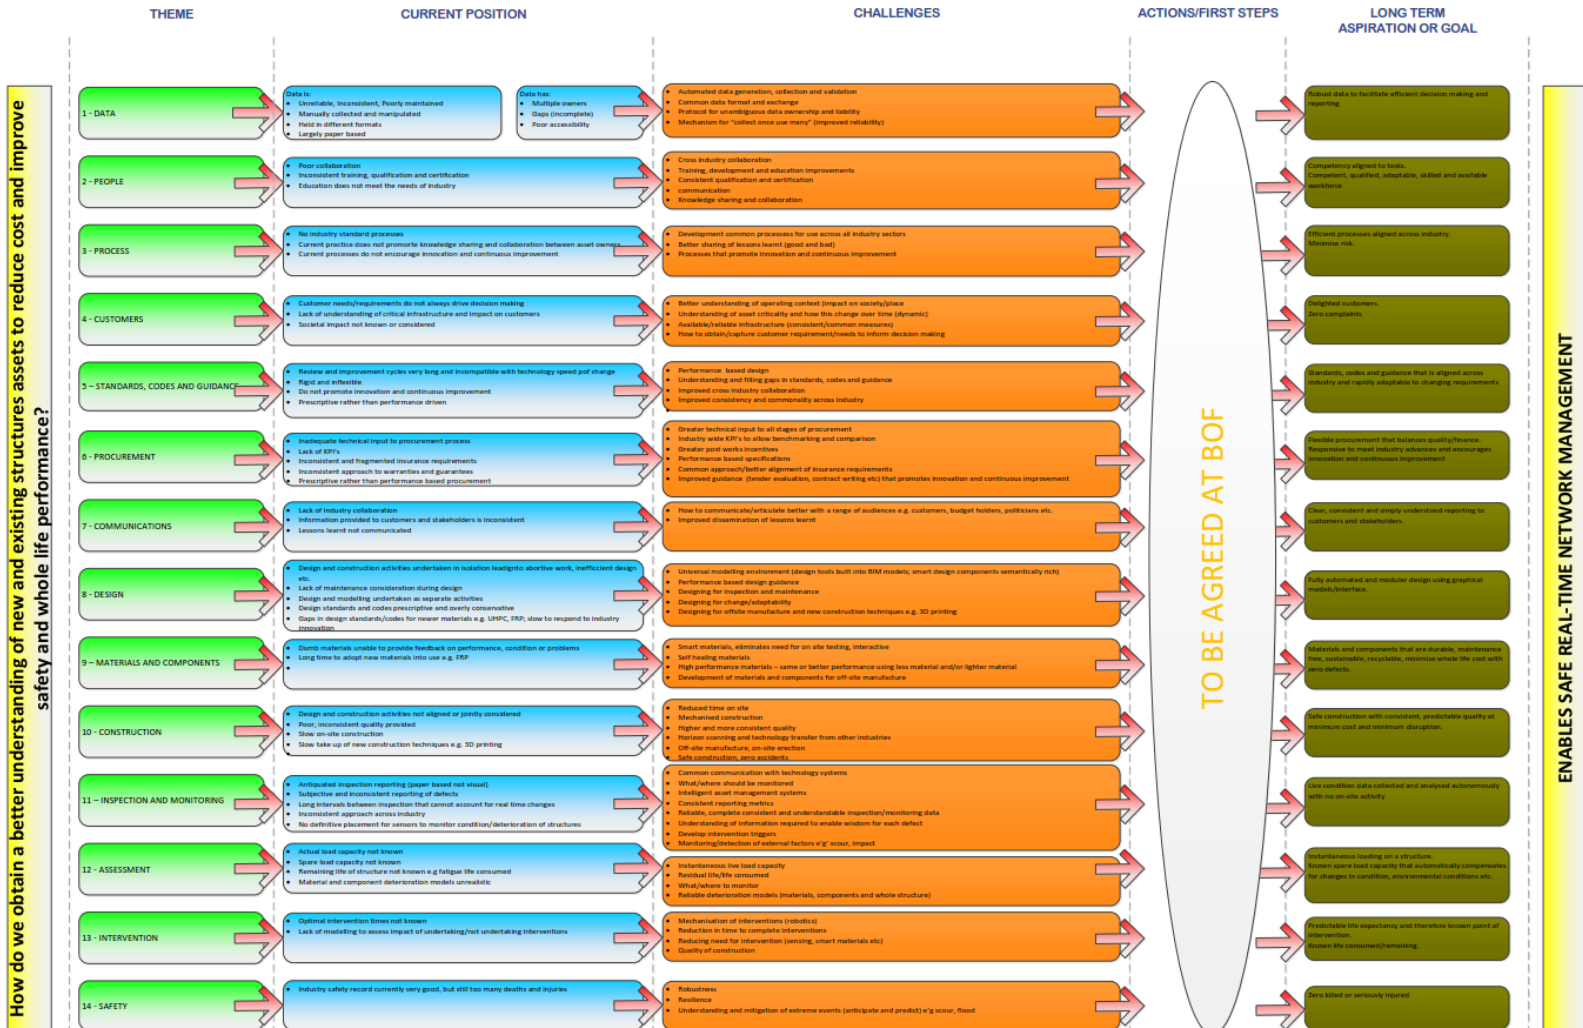 THEME
CURRENT POSITION
CHALLENGES
ACTIONS/FIRST STEPS
LONG TERM
ASPIRATION OR GOAL
How do we obtain a better understanding of new and existing structures assets to reduce cost and improve
safety and whole life performance?
1 - DATA
Data is:
• Unreliable, Inconsistent, Poorly maintained
• Manually collected and manipulated
• Held in different formats
• Largely paper based
Data has:
• Multiple owners
• Gaps (incomplete)
• Poor accessibility
• Automated data generation, collection and validation
• Common data format and exchange
• Protocol for unambiguous data ownership and liability
• Mechanism for "collect once use many" (improved reliability)
Robust data to facilitate efficient decision making and
reporting
2 - PEOPLE
• Poor collaboration
• Inconsistent training, qualification and certification
• Education does not meet the needs of industry
• Cross industry collaboration
• Training, development and education improvements
• Consistent qualification and certification
• communication
• Knowledge sharing and collaboration
Competency aligned to tasks.
Competent, qualified, adaptable, skilled and available
workforce
3 - PROCESS
• No industry standard processes
• Current practice does not promorte knowledge sharing and collaboration between asset owners
• Current processes do not encourage innovation and continuous improvement
• Development common processess for use across all industry sectors
• Better sharing of lessons learnt (good and bad)
• Processes that promote innovation and continuous improvement
Efficient processes aligned across industry.
Minimise risk.
4 - CUSTOMERS
• Customer needs/requirements do not always drive decision making
• Lack of understanding of critical infrastructure and impact on customers
• Societal impact not known or considered
• Better understanding of operating context (impact on society/place
• Understanding of asset criticality and how this change over time (dynamic)
• Available/reliable infrastructure (consistent/common measures)
• How to obtain/capture customer requirement/needs to inform decision making
Delighted customers.
Zero complaints
5 – STANDARDS, CODES AND GUIDANCE
• Review and improvement cycles very long and incompatible with technology speed pof change
• Rigid and inflexible
• Do not promote innovation and continuous improvement
• Prescriptive rather than performance driven
• Performance based design
• Understanding and filling gaps in standards, codes and guidance
• Improved cross industry collaboration
• Improved consistency and commonality across industry
Standards, codes and guidance that is aligned across
industry and rapidly adaptable to changing requirements
6 - PROCUREMENT
• Inadequate technical input to procurement process
• Lack of KPI's
• Inconsistent and fragmented insurance requirements
• Inconsistent approach to warranties and guarantees
• Prescriptive rather than performance based procurement
• Greater technical input to all stages of procurement
• Industry wide KPI's to allow benchmarking and comparison
• Greater post works incentives
• Performance based specifications
• Common approach/better alignment of insurance requirements
• Improved guidance (tender evaluation, contract writing etc) that promotes innovation and continuous improvement
Flexible procurement that balances quality/finance.
Responsive to meet industry advances and encourages
innovation and continuous improvement
7 - COMMUNICATIONS
• Lack of industry collaboration
• Information provided to customers and stakeholders is inconsistent
• Lessons learnt not communicated
• How to communicate/articulate better with a range of audiences e.g. customers, budget holders, politicians etc.
• Improved dissemination of lessons learnt
Clear, consistent and simply understood reporting to
customers and stakeholders.
8 - DESIGN
• Design and construction activities undertaken in isolation leadignto abortive work, inefficcient design
etc.
• Lack of maintenance consideration during design
• Design and modelling undertaken as separate activities
• Design standards and codes prescriptive and overly conservative
• Gaps in design standards/codes for newer materials e.g. UHPC, FRP; slow to respond to industry
innovation
• Universal modelling environment (design tools built into BIM models; smart design components semantically rich)
• Performance based design guidance
• Designing for inspection and maintenance
• Designing for change/adaptability
• Designing for offsite manufacture and new construction techniques e.g. 3D printing
Fully automated and modular design using graphical
models/interface.
9 – MATERIALS AND COMPONENTS
• Dumb materials unable to provide feedback on performance, condition or problems
• Long time to adopt new materials into use e.g. FRP
• Smart materials, eliminates need for on site testing, interactive
• Self healing materials
• High performance materials – same or better performance using less material and/or lighter material
• Development of materials and components for off-site manufacture
Materials and components that are durable, maintenance
free, sustainable, recyclable, minimise whole life cost with
zero defects.
10 - CONSTRUCTION
• Design and construction activities not aligned or jointly considered
• Poor, inconsistent quality provided
• Slow on-site construction
• Slow take up of new construction techniques e.g. 3D printing
• Reduced time on site
• Mechanised construction
• Higher and more consistent quality
• Horizon scanning and technology transfer from other industries
• Off-site manufacture, on-site erection
• Safe construction, zero accidents
Safe construction with consistent, predictable quality at
minimum cost and minimum disruption.
11 – INSPECTION AND MONITORING
• Antiquated inspection reporting (paper based not visual)
• Subjective and inconsistent reporting of defects
• Long intervals between inspection that cannot account for real time changes
• Inconsistent approach across industry
• No definitive placement for sensors to monitor condition/deterioration of structures
• Common communication with technology systems
• What/where should be monitored
• Intelligent asset management systems
• Consistent reporting metrics
• Reliable, complete consistent and understandable inspection/monitoring data
• Understanding of information required to enable wisdom for each defect
• Develop intervention triggers
• Monitoring/detection of external factors e'g' scour, impact
Live condition data collected and analysed autonomously
with no on-site activity
12 - ASSESSMENT
• Actual load capacity not known
• Spare load capacity not known
• Remaining life of structure not known e.g fatigue life consumed
• Material and component deterioration models unrealistic
• Instantaneous live load capacity
• Residual life/life consumed
• What/where to monitor
• Reliable deterioration models (materials, components and whole structure)
Instantaneous loading on a structure.
Known spare load capacity that automatically compensates
for changes in condition, environmental conditions etc.
13 - INTERVENTION
• Optimal intervention times not known
• Lack of modelling to assess impact of undertaking/not undertaking interventions
• Mechanisation of interventions (robotics)
• Reduction in time to complete interventions
• Reducing need for intervention (sensing, smart materials etc)
• Quality of construction
Predictable life expectancy and therefore known point of
intervention.
Known life consumed/remaining.
14 - SAFETY
• Industry safety record currently very good, but still too many deaths and injuries
• Robustness
• Resilience
• Understanding and mitigation of extreme events (anticipate and predict) e'g scour, flood
Zero killed or seriously injured
TO BE AGREED AT BOF
ENABLES SAFE REAL-TIME NETWORK MANAGEMENT